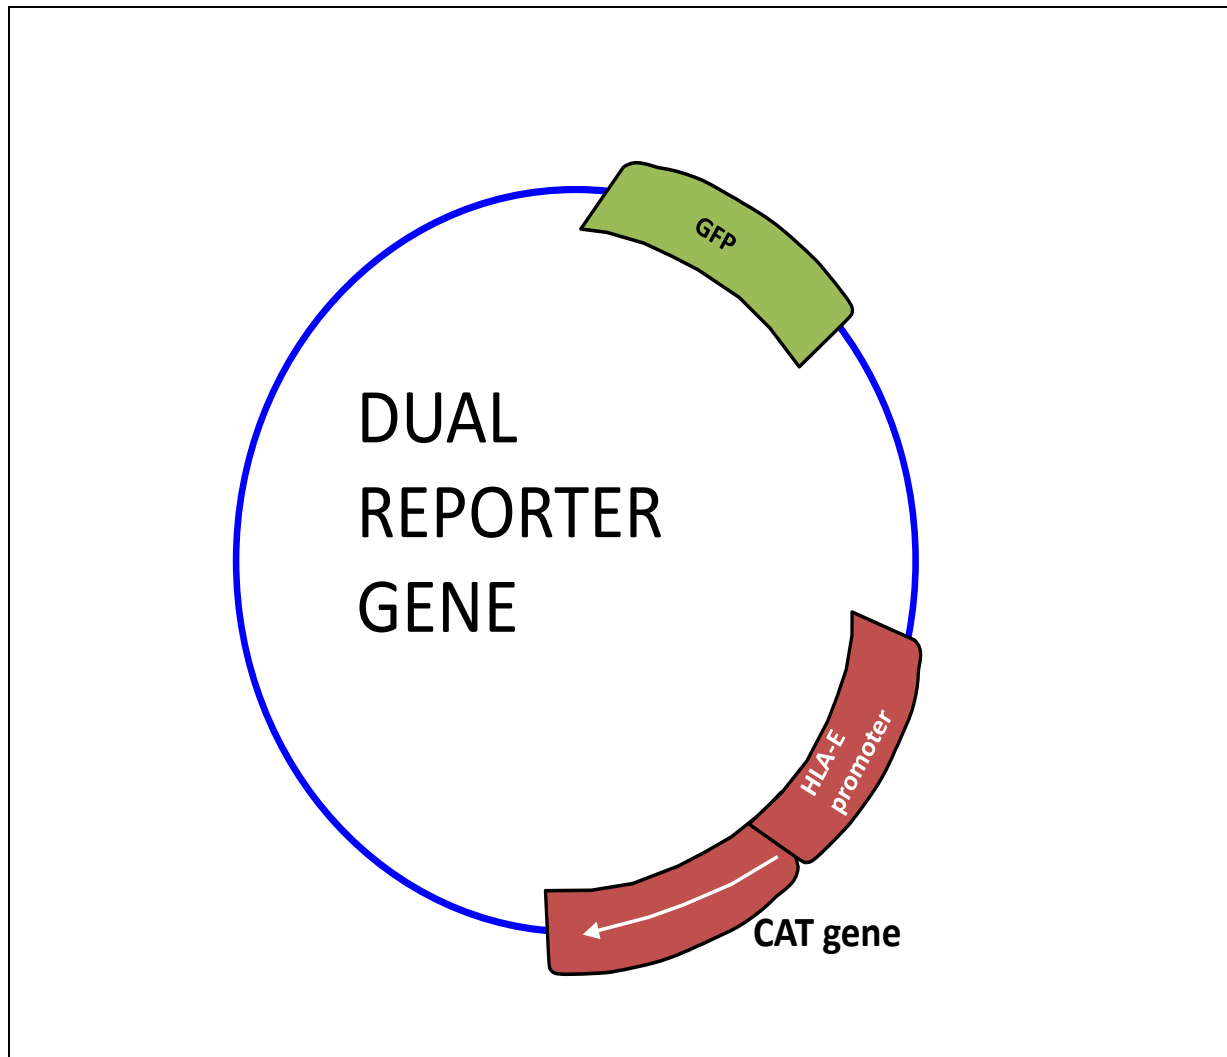 GFP
DUAL
REPORTER
GENE
HLA-E
promoter
CAT gene